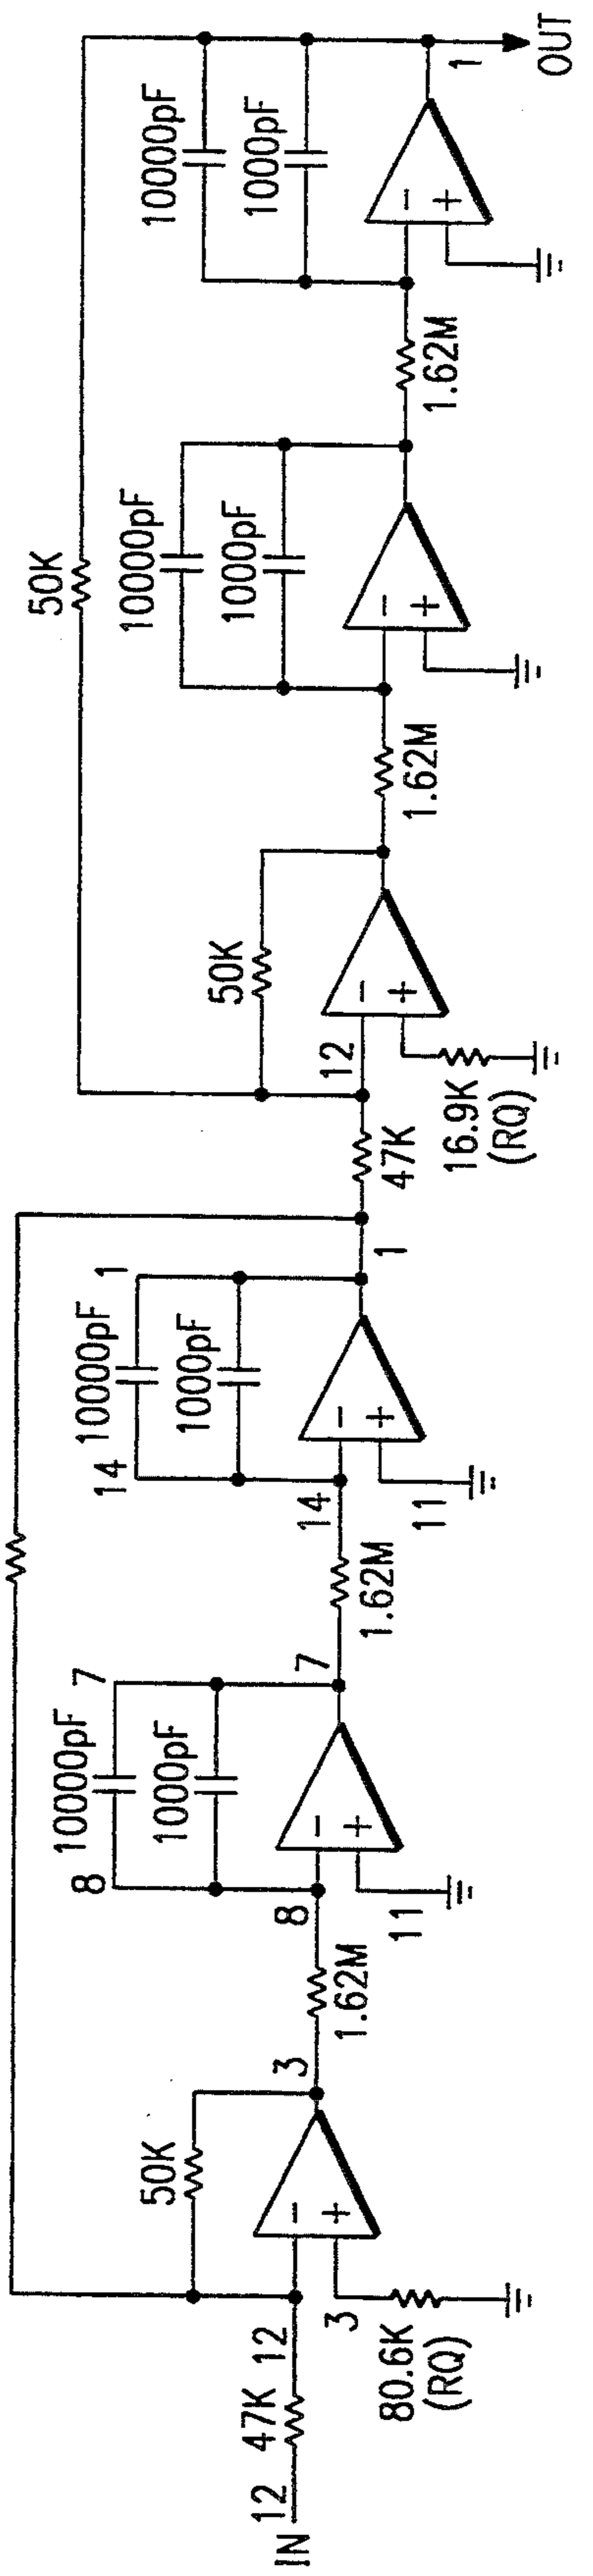 IN
12
47K
12
3
80.6K
(RQ)
50K
3
1.62M
8
8
10000pF
1000pF
11
7
7
1.62M
14
14
10000pF
1000pF
11
1
1
47K
12
16.9K
(RQ)
50K
50K
1.62M
10000pF
1000pF
1.62M
10000pF
1000pF
1
OUT